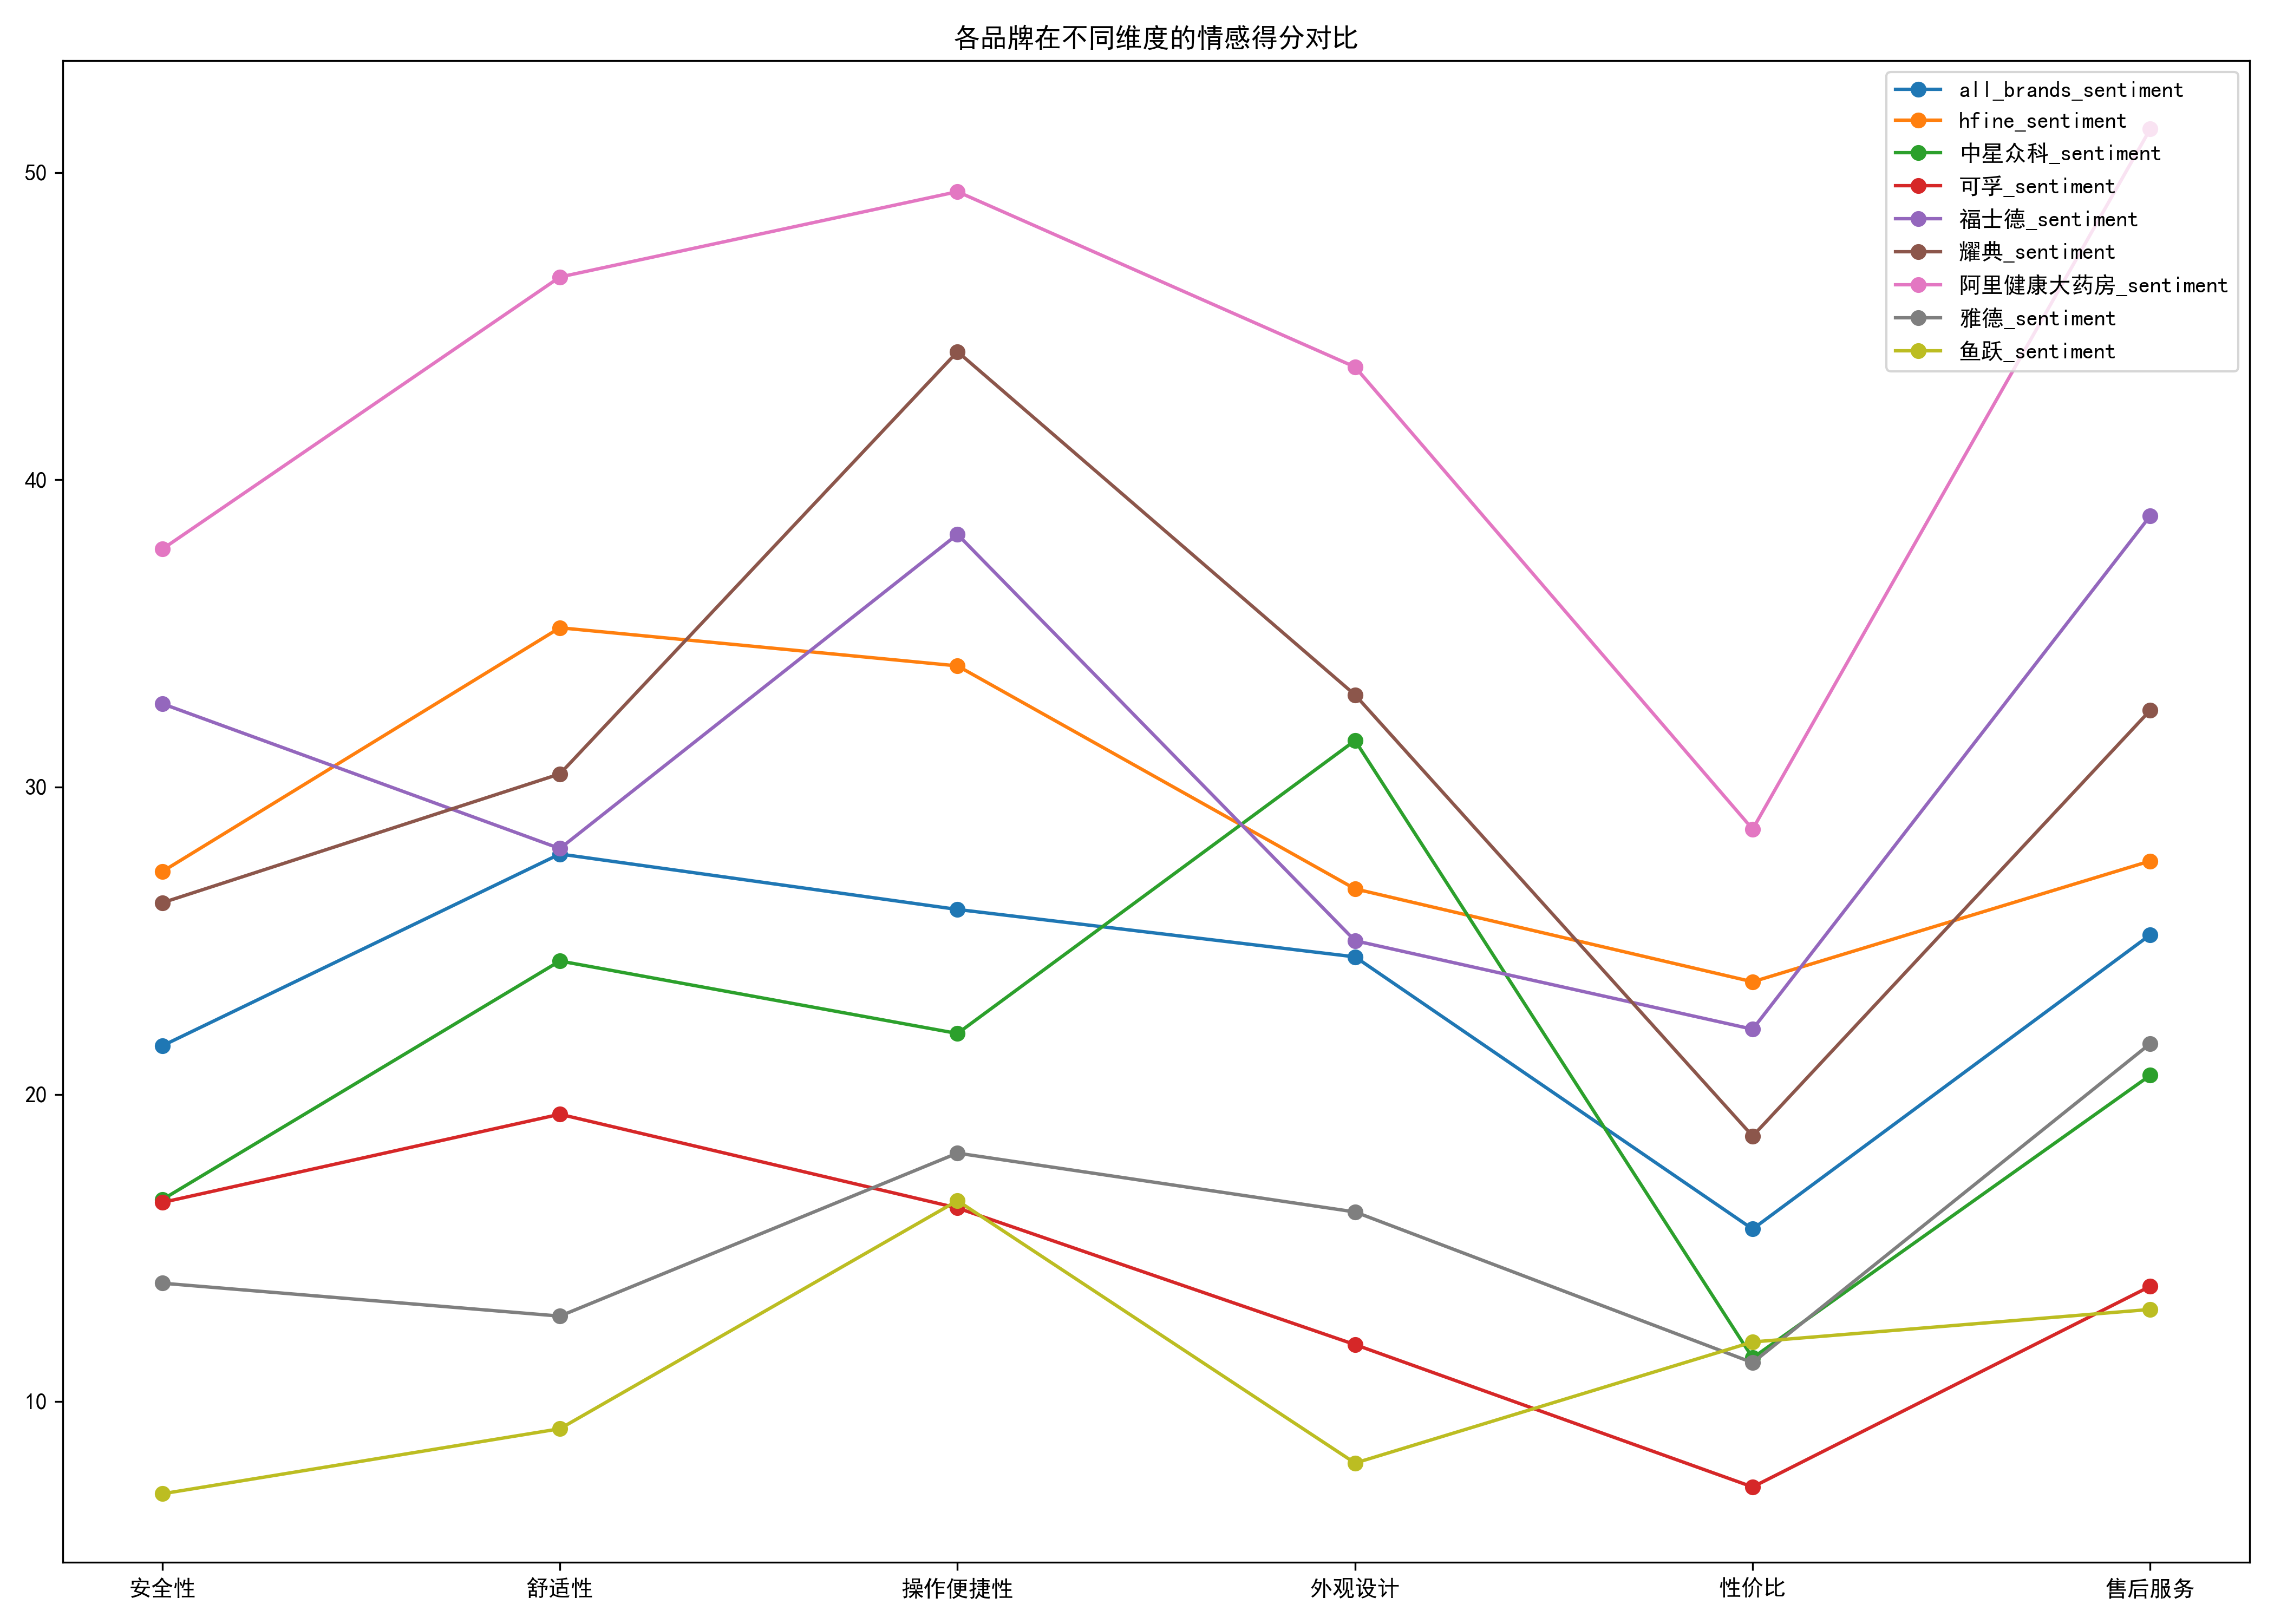 各品牌在不同维度的情感得分对比
all_brands_sentiment
hfine_sentiment
中星众科_sentiment
可孚_sentiment
福士德_sentiment
耀典_sentiment
阿里健康大药房_sentiment
雅德_sentiment
鱼跃_sentiment
50
40
30
20
10
安全性 舒适性 操作便捷性 外观设计 性价比 售后服务